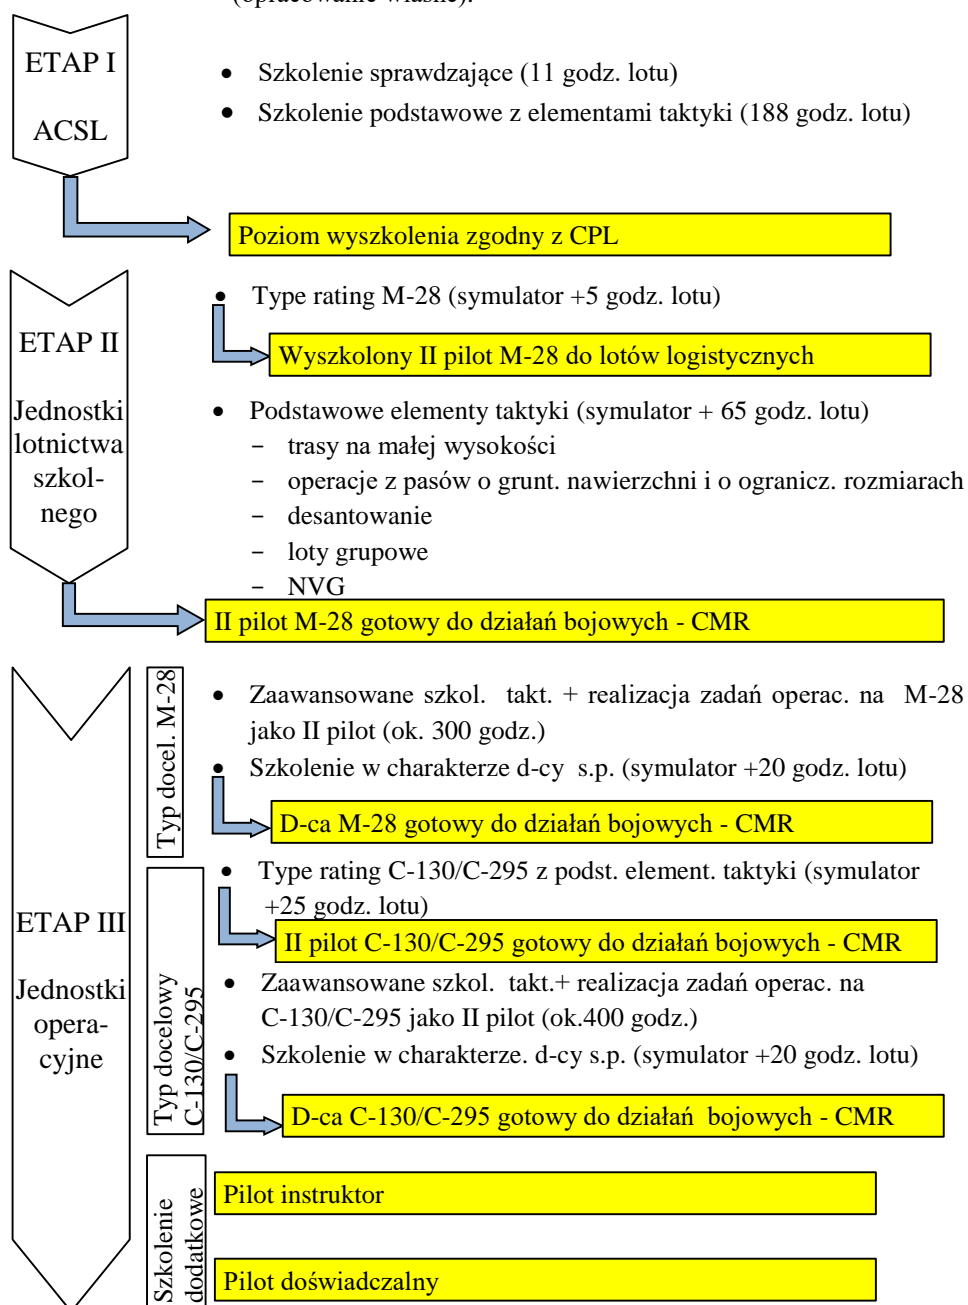 (opracowanie własne).
ETAP I
ACSL
• Szkolenie sprawdzające (11 godz. lotu)
• Szkolenie podstawowe z elementami taktyki (188 godz. lotu)
Poziom wyszkolenia zgodny z CPL
ETAP II
Jednostki
lotnictwa
szkol-
nego
• Type rating M-28 (symulator +5 godz. lotu)
Wyszkolony II pilot M-28 do lotów logistycznych
• Podstawowe elementy taktyki (symulator + 65 godz. lotu)
− trasy na małej wysokości
− operacje z pasów o grunt. nawierzchni i o ogranicz. rozmiarach
− desantowanie
− loty grupowe
− NVG
II pilot M-28 gotowy do działań bojowych - CMR
ETAP III
Jednostki
opera-
cyjne
Typ docel. M-28
• Zaawansowane szkol. takt. + realizacja zadań operac. na M-28
jako II pilot (ok. 300 godz.)
• Szkolenie w charakterze d-cy s.p. (symulator +20 godz. lotu)
D-ca M-28 gotowy do działań bojowych - CMR
Typ docelowy
C-130/C-295
• Type rating C-130/C-295 z podst. element. taktyki (symulator
+25 godz. lotu)
II pilot C-130/C-295 gotowy do działań bojowych - CMR
• Zaawansowane szkol. takt.+ realizacja zadań operac. na
C-130/C-295 jako II pilot (ok.400 godz.)
• Szkolenie w charakterze. d-cy s.p. (symulator +20 godz. lotu)
D-ca C-130/C-295 gotowy do działań bojowych - CMR
Szkolenie
dodatkowe
Pilot instruktor
Pilot doświadczalny